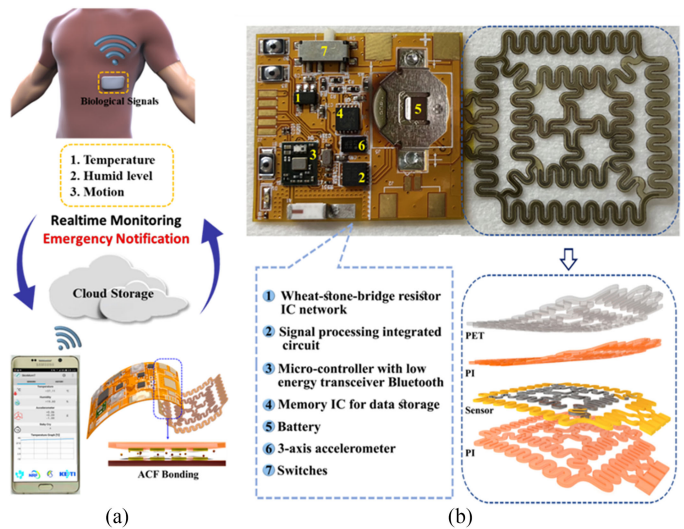 Biological Signals
1. Temperature
2. Humid level
3. Motion
Realtime Monitoring
Emergency Notification
Cloud Storage
ACF Bonding
(a)
7
1
4
5
6
3
2
1 Wheat-stone-bridge resistor
IC network
2 Signal processing integrated
circuit
3 Micro-controller with low
energy transceiver Bluetooth
4 Memory IC for data storage
5 Battery
6 3-axis accelerometer
7 Switches
PET
PI
Sensor
PI
(b)